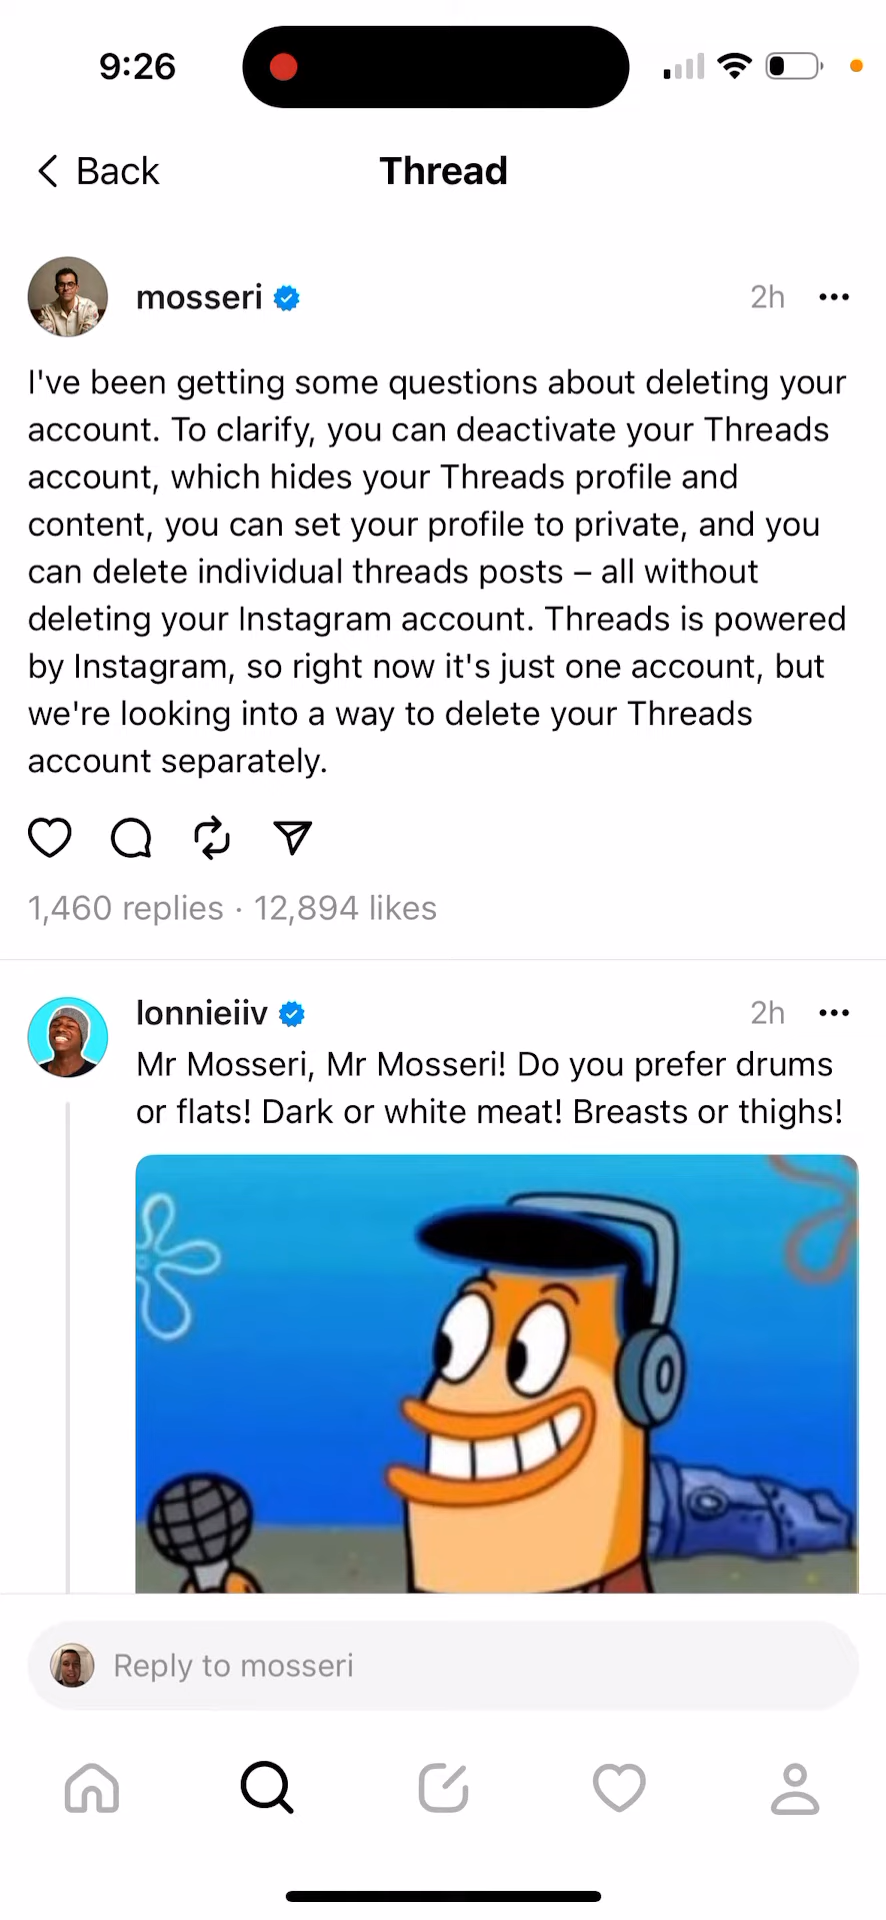 9:26
Back
Thread
mosseri
2h
I've been getting some questions about deleting your
account. To clarify, you can deactivate your Threads
account, which hides your Threads profile and
content, you can set your profile to private, and you
can delete individual threads posts – all without
deleting your Instagram account. Threads is powered
by Instagram, so right now it's just one account, but
we're looking into a way to delete your Threads
account separately.
1,460 replies · 12,894 likes
lonnieiiv
2h
Mr Mosseri, Mr Mosseri! Do you prefer drums
or flats! Dark or white meat! Breasts or thighs!
Reply to mosseri